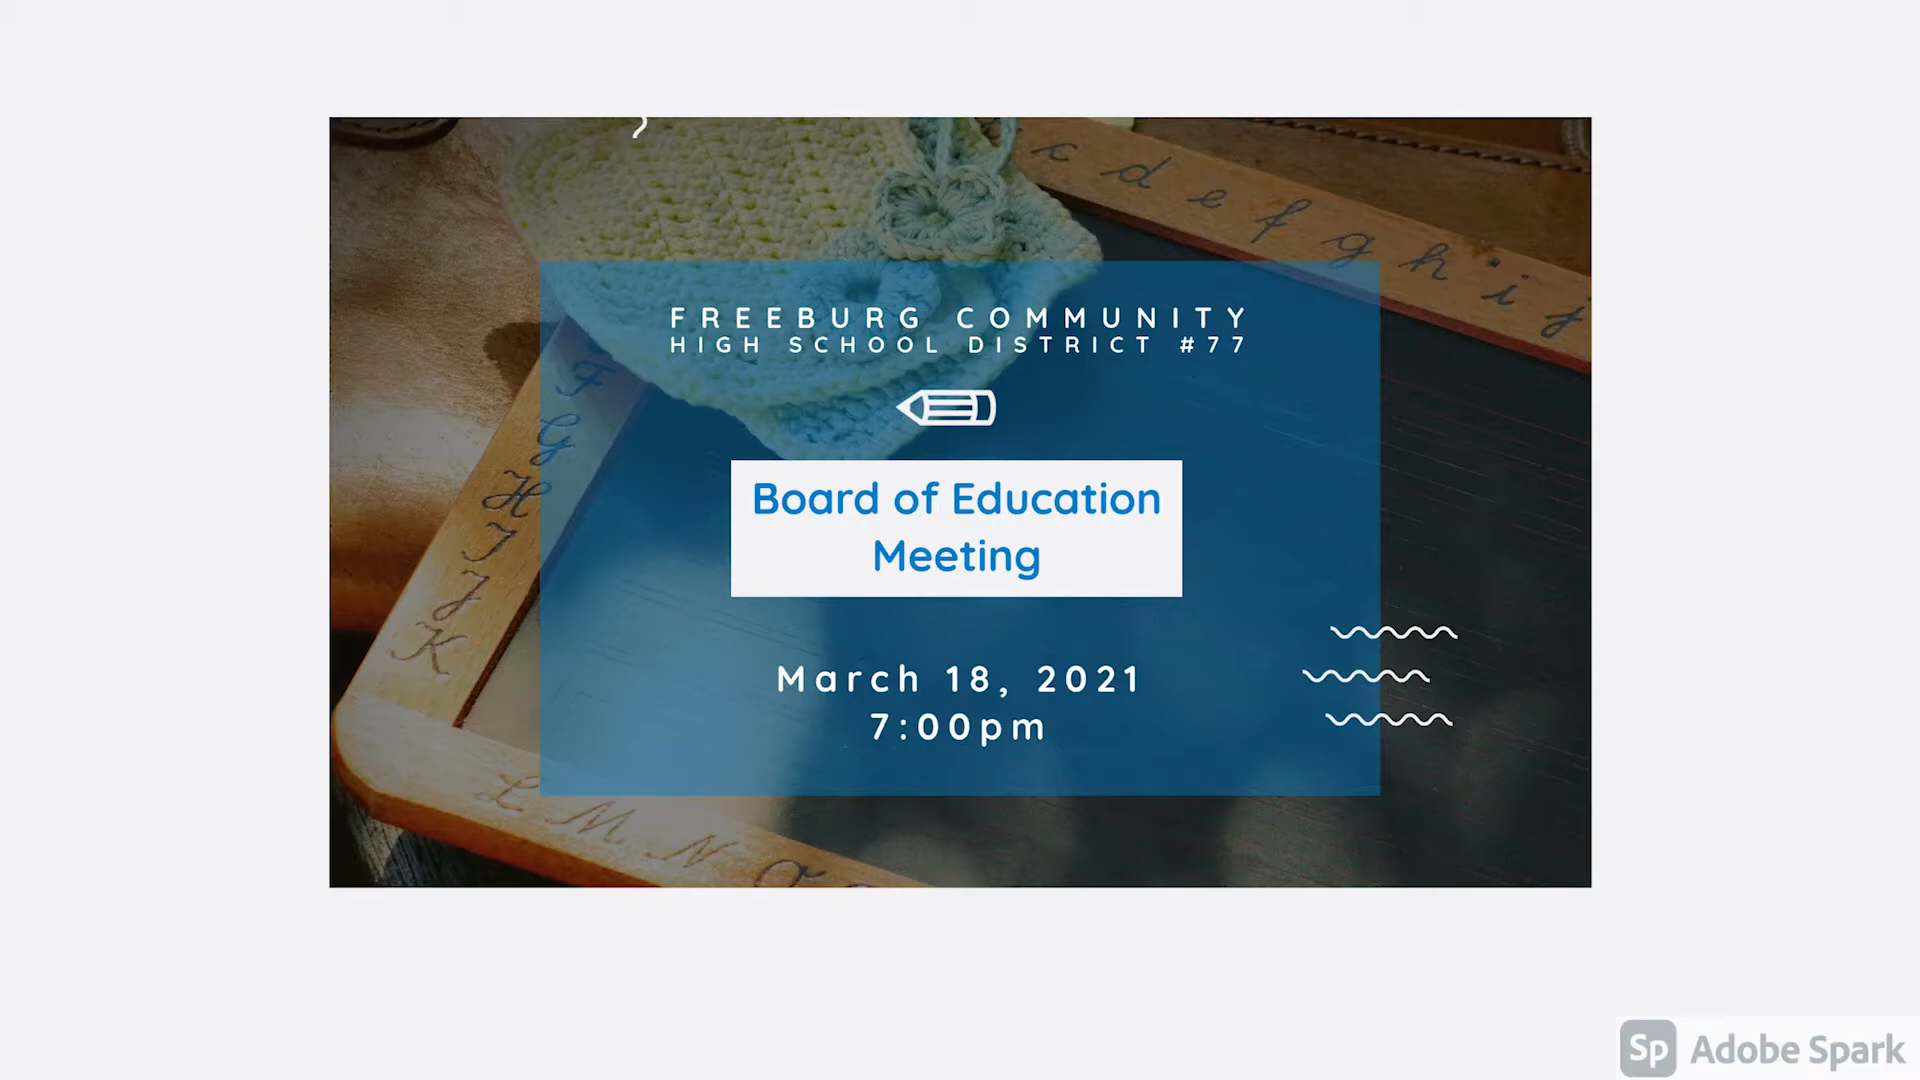 FREEBURG COMMUNITY
HIGH SCHOOL DISTRICT #77
c d e f g h i j
F
G
H
I
J
K
L M N O
Board of Education
Meeting
March 18, 2021
7:00pm
Sp Adobe Spark